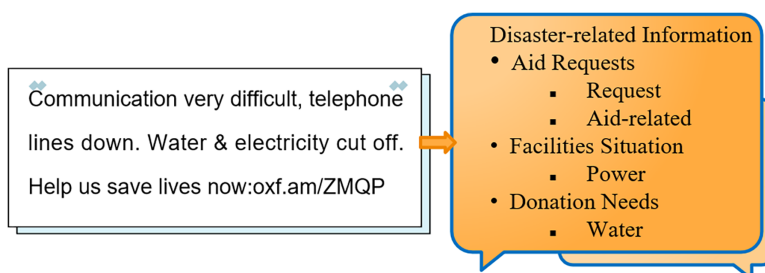 Communication very difficult, telephone
lines down. Water & electricity cut off.
Help us save lives now:oxf.am/ZMQP
Disaster-related Information
• Aid Requests
▪ Request
▪ Aid-related
• Facilities Situation
▪ Power
• Donation Needs
▪ Water